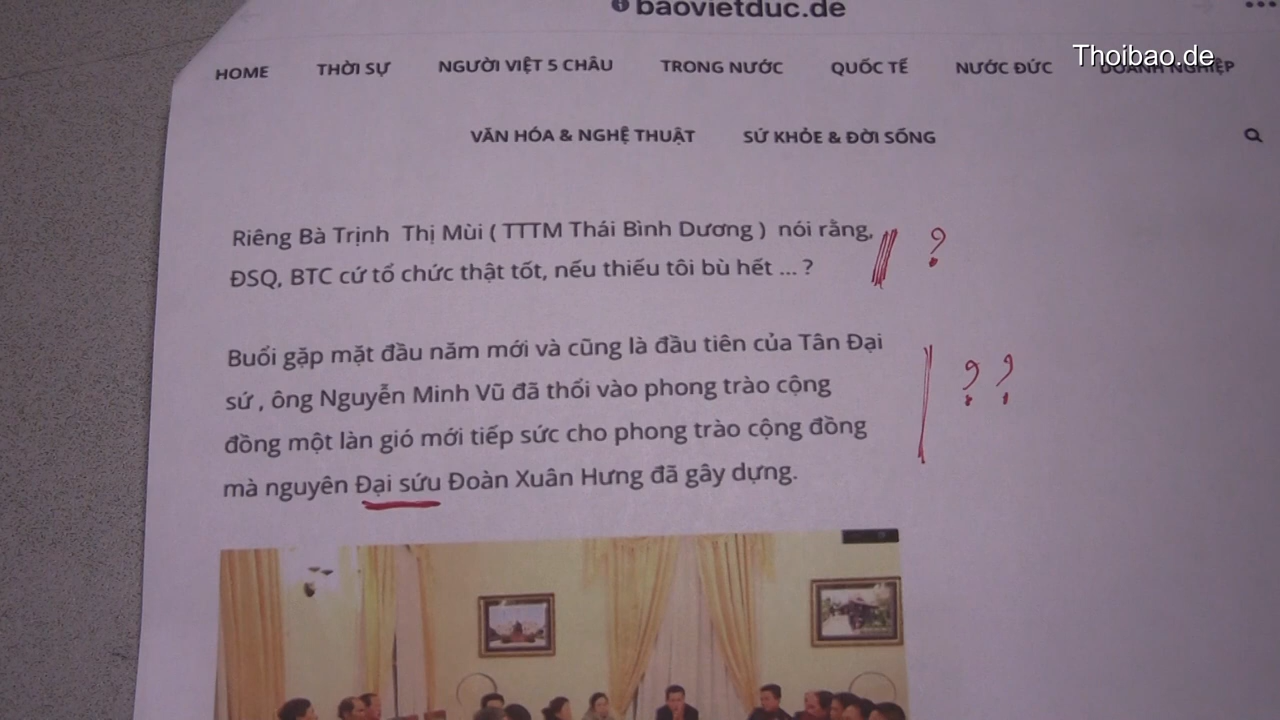 baovietduc.de
Thoibao.de
HOME THỜI SỰ NGƯỜI VIỆT 5 CHÂU TRONG NƯỚC QUỐC TẾ NƯỚC ĐỨC DOANH NGHIỆP
VĂN HÓA & NGHỆ THUẬT SỨ KHỎE & ĐỜI SỐNG
Riêng Bà Trịnh Thị Mùi ( TTTM Thái Bình Dương ) nói rằng, ?
ĐSQ, BTC cứ tổ chức thật tốt, nếu thiếu tôi bù hết ... ?
Buổi gặp mặt đầu năm mới và cũng là đầu tiên của Tân Đại ? ?
sứ , ông Nguyễn Minh Vũ đã thổi vào phong trào cộng
đồng một làn gió mới tiếp sức cho phong trào cộng đồng
mà nguyên Đại sứu Đoàn Xuân Hưng đã gây dựng.